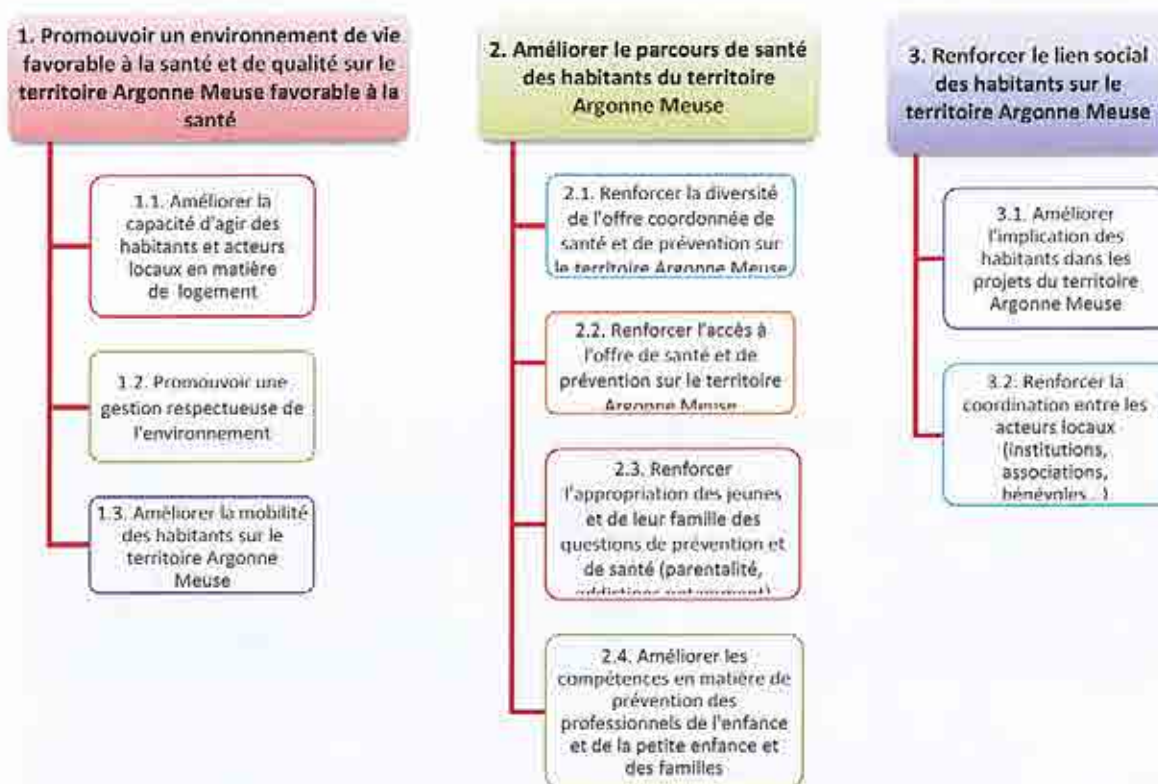 1. Promouvoir un environnement de vie
favorable à la santé et de qualité sur le
territoire Argonne Meuse favorable à la
santé
1.1. Améliorer la
capacité d'agir des
habitants et acteurs
locaux en matière
de logement
1.2. Promouvoir une
gestion respectueuse de
l'environnement
1.3. Améliorer la mobilité
des habitants sur le
territoire Argonne
Meuse
2. Améliorer le parcours de santé
des habitants du territoire
Argonne Meuse
2.1. Renforcer la diversité
de l'offre coordonnée de
santé et de prévention sur
le territoire Argonne Meuse
2.2. Renforcer l'accès à
l'offre de santé et de
prévention sur le territoire
Argonne Meuse
2.3. Renforcer
l'appropriation des jeunes
et de leur famille des
questions de prévention et
de santé (parentalité,
addictions notamment)
2.4. Améliorer les
compétences en matière de
prévention des
professionnels de l'enfance
et de la petite enfance et
des familles
3. Renforcer le lien social
des habitants sur le
territoire Argonne Meuse
3.1. Améliorer
l'implication des
habitants dans les
projets du territoire
Argonne Meuse
3.2. Renforcer la
coordination entre les
acteurs locaux
(institutions,
associations,
bénévoles...)